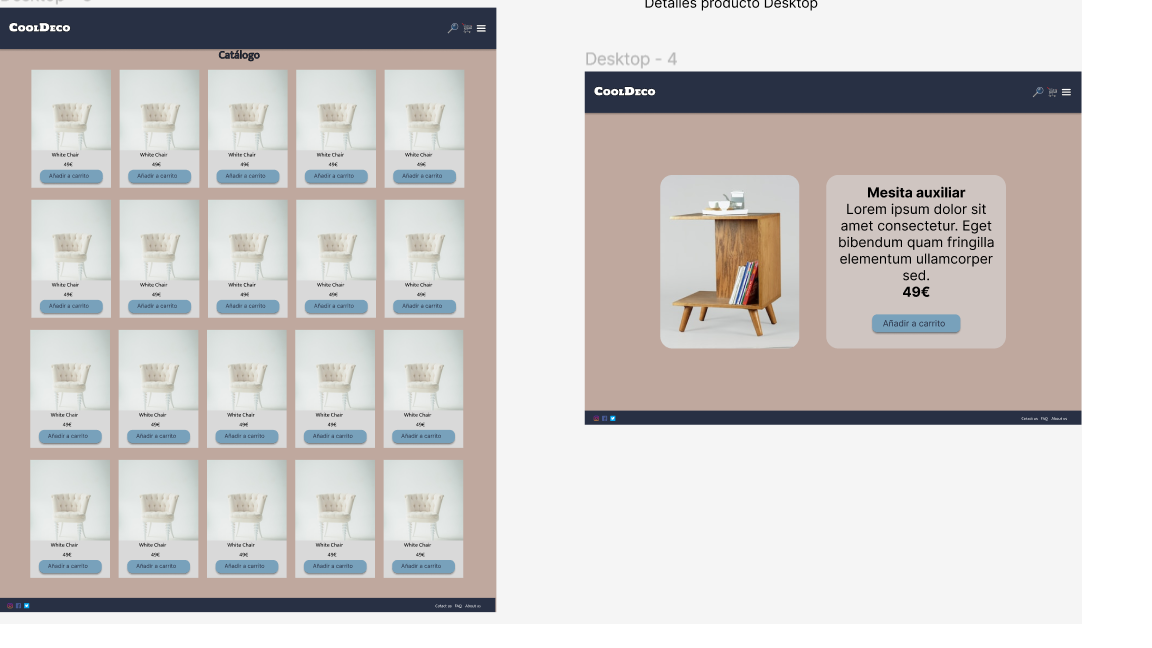 Detalles producto Desktop
Desktop - 4
CoolDeco
Catálogo
White Chair White Chair White Chair White Chair White Chair
49€ 49€ 49€ 49€ 49€
Añadir a carrito Añadir a carrito Añadir a carrito Añadir a carrito Añadir a carrito
White Chair White Chair White Chair White Chair White Chair
49€ 49€ 49€ 49€ 49€
Añadir a carrito Añadir a carrito Añadir a carrito Añadir a carrito Añadir a carrito
White Chair White Chair White Chair White Chair White Chair
49€ 49€ 49€ 49€ 49€
Añadir a carrito Añadir a carrito Añadir a carrito Añadir a carrito Añadir a carrito
White Chair White Chair White Chair White Chair White Chair
49€ 49€ 49€ 49€ 49€
Añadir a carrito Añadir a carrito Añadir a carrito Añadir a carrito Añadir a carrito
Cotact us FAQ About us
CoolDeco
Mesita auxiliar
Lorem ipsum dolor sit
amet consectetur. Eget
bibendum quam fringilla
elementum ullamcorper
sed.
49€
Añadir a carrito
Cotact us FAQ About us